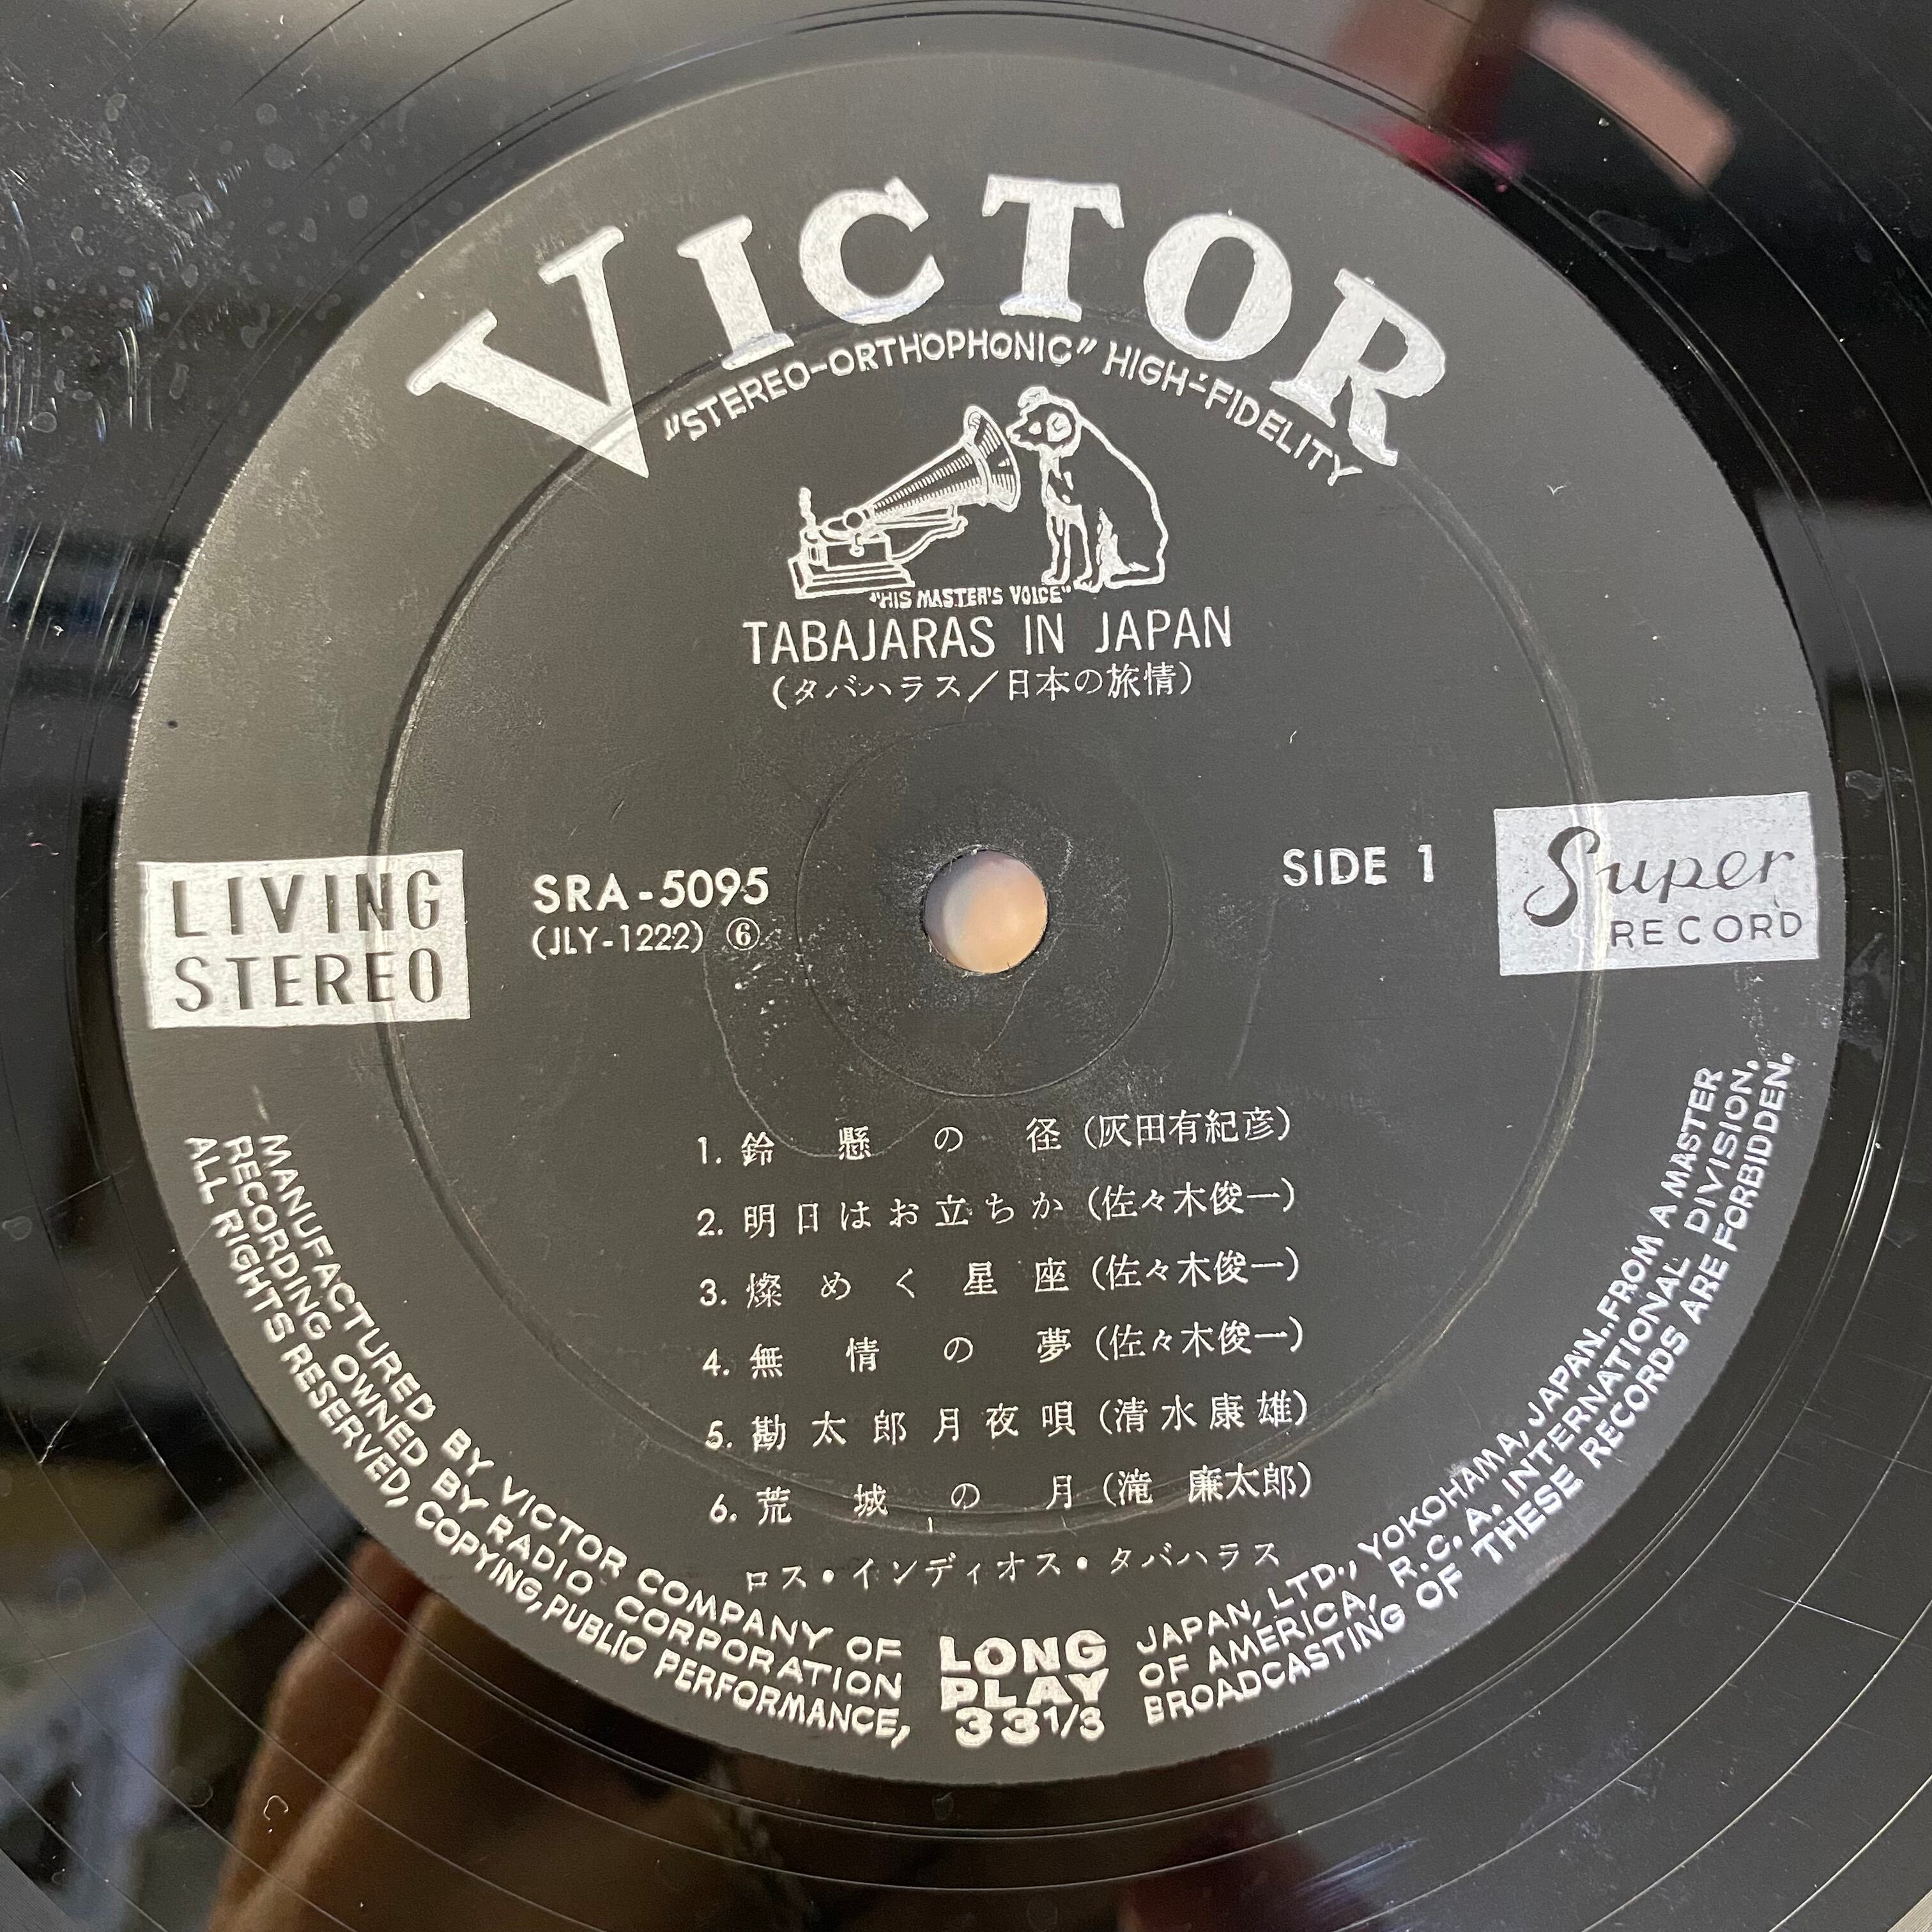 VICTOR
"STEREO-ORTHOPHONIC" HIGH-FIDELITY
"HIS MASTER'S VOICE"
TABAJARAS IN JAPAN
(タバハラス/日本の旅情)
LIVING
STEREO
SRA-5095
(JLY-1222) ⑥
SIDE 1
Super
RECORD
1. 鈴懸の径 (灰田有紀彦)
2. 明日はお立ちか (佐々木俊一)
3. 燦めく星座 (佐々木俊一)
4. 無情の夢 (佐々木俊一)
5. 勘太郎月夜唄 (清水康雄)
6. 荒城の月 (滝 廉太郎)
ロス・インディオス・タバハラス
LONG
PLAY
33 1/3
MANUFACTURED BY VICTOR COMPANY OF JAPAN, LTD., YOKOHAMA, JAPAN..FROM A MASTER
RECORDING OWNED BY RADIO CORPORATION OF AMERICA, R.C.A. INTERNATIONAL DIVISION,
ALL RIGHTS RESERVED, COPYING, PUBLIC PERFORMANCE, BROADCASTING OF THESE RECORDS ARE FORBIDDEN.